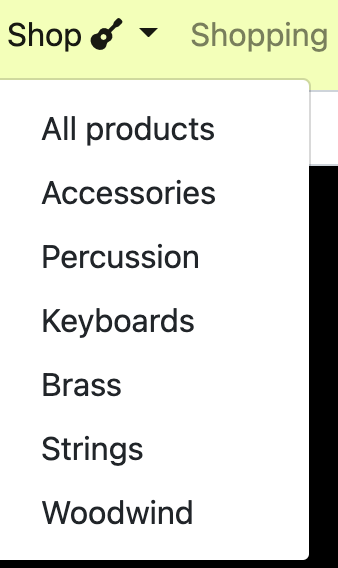 Shop Shopping
All products
Accessories
Percussion
Keyboards
Brass
Strings
Woodwind